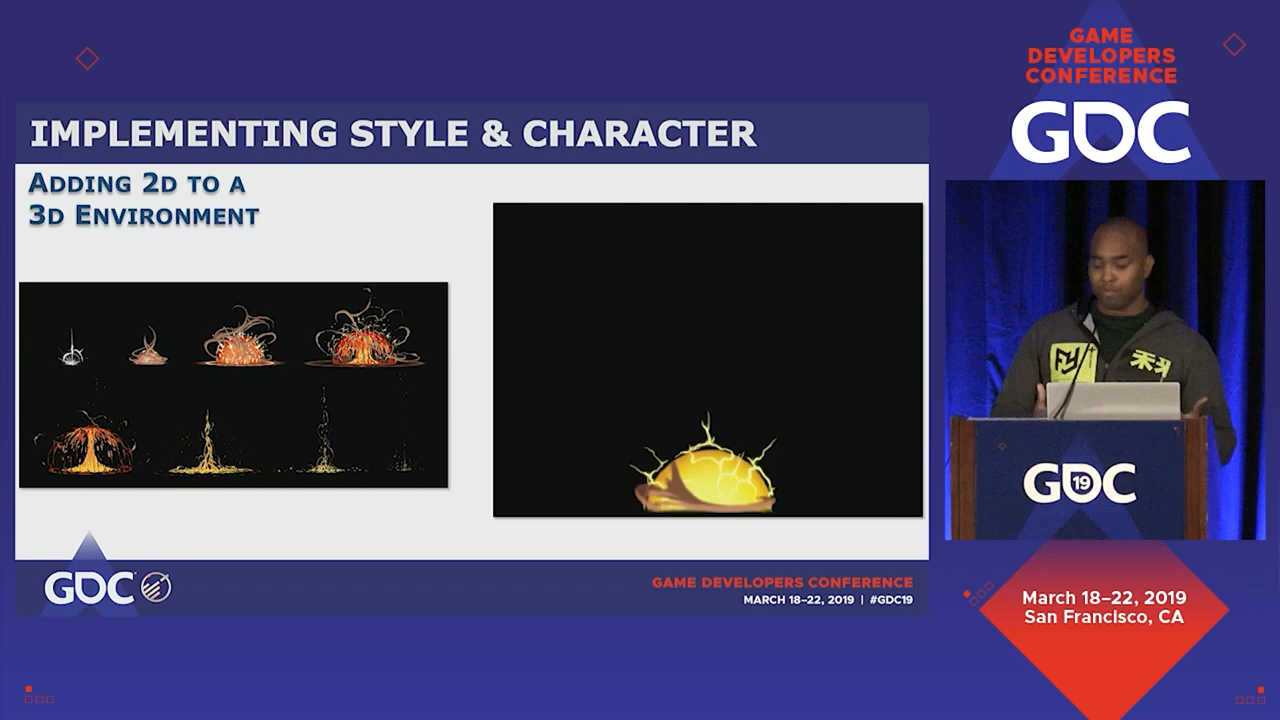 GAME
DEVELOPERS
CONFERENCE
GDC
IMPLEMENTING STYLE & CHARACTER
ADDING 2D TO A
3D ENVIRONMENT
FY
GDC
19
GDC
GAME DEVELOPERS CONFERENCE
MARCH 18–22, 2019 | #GDC19
March 18–22, 2019
San Francisco, CA